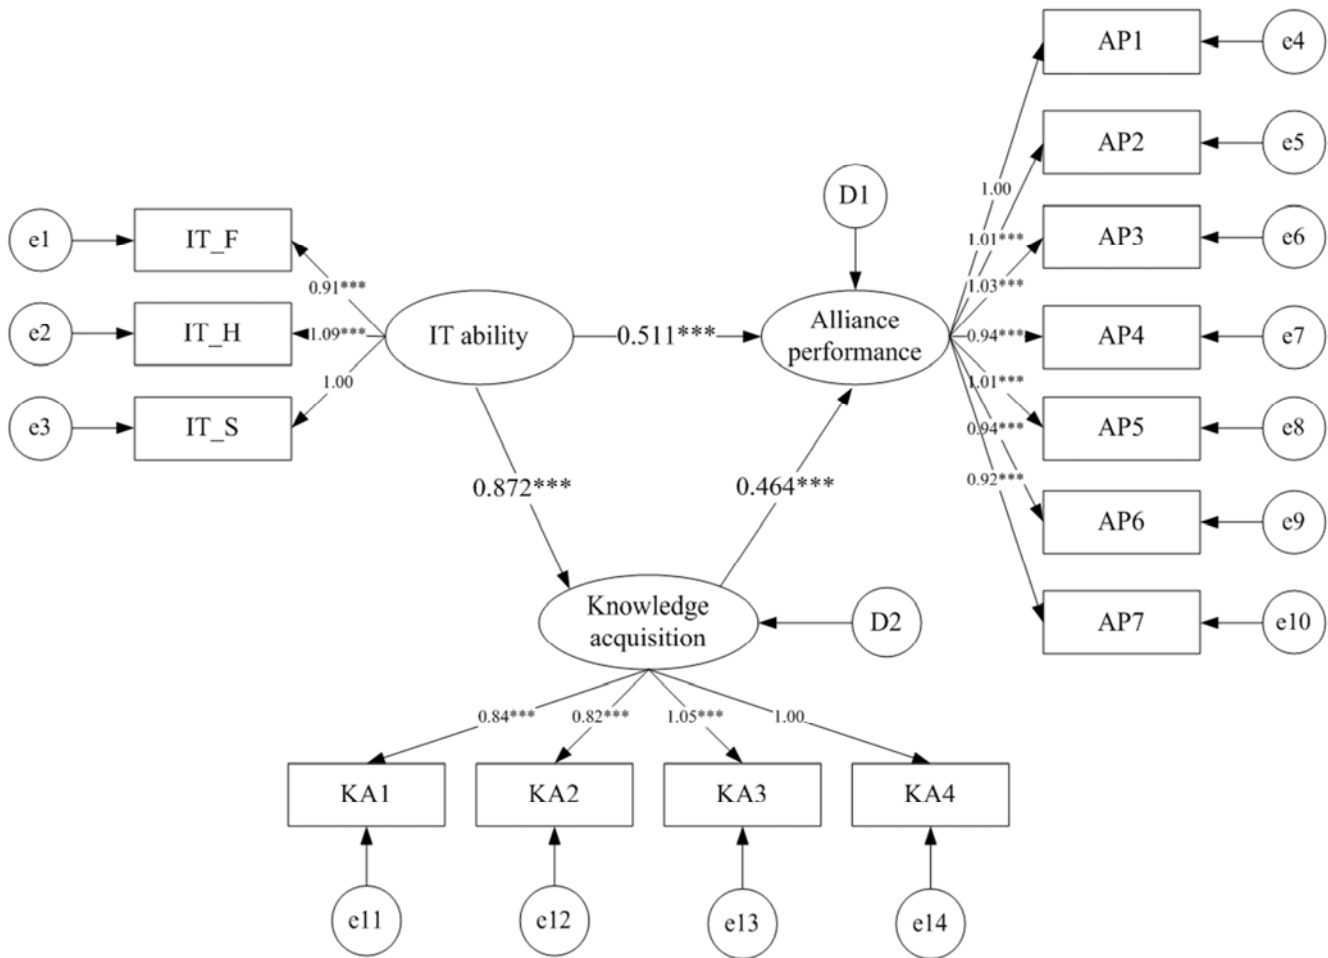 AP1
e4
AP2
e5
D1
1.00
e1
IT_F
1.01***
AP3
e6
0.91***
1.03***
e2
IT_H
1.09***
IT ability
0.511***
Alliance
performance
0.94***
AP4
e7
1.00
1.01***
e3
IT_S
0.94***
AP5
e8
0.872***
0.464***
0.92***
AP6
e9
Knowledge
acquisition
D2
AP7
e10
0.84***
0.82***
1.05***
1.00
KA1
KA2
KA3
KA4
e11
e12
e13
e14